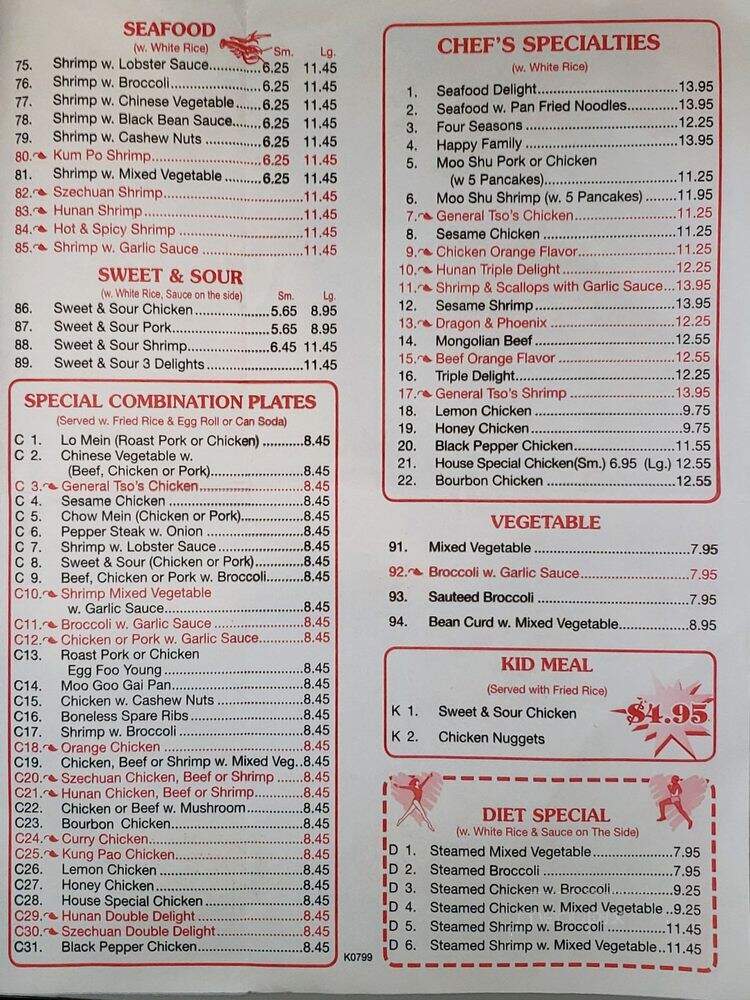 SEAFOOD
(w. White Rice) Sm. Lg.
75. Shrimp w. Lobster Sauce.............6.25 11.45
76. Shrimp w. Broccoli......................6.25 11.45
77. Shrimp w. Chinese Vegetable.......6.25 11.45
78. Shrimp w. Black Bean Sauce.......6.25 11.45
79. Shrimp w. Cashew Nuts ..............6.25 11.45
80. Kum Po Shrimp..........................6.25 11.45
81. Shrimp w. Mixed Vegetable ..........6.25 11.45
82. Szechuan Shrimp...............................11.45
83. Hunan Shrimp....................................11.45
84. Hot & Spicy Shrimp ............................11.45
85. Shrimp w. Garlic Sauce ......................11.45
SWEET & SOUR
(w. White Rice, Sauce on the side) Sm. Lg.
86. Sweet & Sour Chicken..................5.65 8.95
87. Sweet & Sour Pork.......................5.65 8.95
88. Sweet & Sour Shrimp...................6.45 11.45
89. Sweet & Sour 3 Delights......................11.45
SPECIAL COMBINATION PLATES
(Served w. Fried Rice & Egg Roll or Can Soda)
C 1. Lo Mein (Roast Pork or Chicken) ..........8.45
C 2. Chinese Vegetable w.
(Beef, Chicken or Pork)......................8.45
C 3. General Tso's Chicken........................8.45
C 4. Sesame Chicken ................................8.45
C 5. Chow Mein (Chicken or Pork)...............8.45
C 6. Pepper Steak w. Onion .......................8.45
C 7. Shrimp w. Lobster Sauce ....................8.45
C 8. Sweet & Sour (Chicken or Pork)............8.45
C 9. Beef, Chicken or Pork w. Broccoli.........8.45
C10. Shrimp Mixed Vegetable
w. Garlic Sauce................................8.45
C11. Broccoli w. Garlic Sauce .....................8.45
C12. Chicken or Pork w. Garlic Sauce...........8.45
C13. Roast Pork or Chicken
Egg Foo Young ................................8.45
C14. Moo Goo Gai Pan..............................8.45
C15. Chicken w. Cashew Nuts ....................8.45
C16. Boneless Spare Ribs ..........................8.45
C17. Shrimp w. Broccoli .............................8.45
C18. Orange Chicken ................................8.45
C19. Chicken, Beef or Shrimp w. Mixed Veg..8.45
C20. Szechuan Chicken, Beef or Shrimp ......8.45
C21. Hunan Chicken, Beef or Shrimp...........8.45
C22. Chicken or Beef w. Mushroom.............8.45
C23. Bourbon Chicken...............................8.45
C24. Curry Chicken...................................8.45
C25. Kung Pao Chicken.............................8.45
C26. Lemon Chicken .................................8.45
C27. Honey Chicken..................................8.45
C28. House Special Chicken.......................8.45
C29. Hunan Double Delight ........................8.45
C30. Szechuan Double Delight....................8.45
C31. Black Pepper Chicken.........................8.45
K0799
CHEF'S SPECIALTIES
(w. White Rice)
1. Seafood Delight.............................13.95
2. Seafood w. Pan Fried Noodles..........13.95
3. Four Seasons ................................12.25
4. Happy Family ................................13.95
5. Moo Shu Pork or Chicken
(w 5 Pancakes)............................11.25
6. Moo Shu Shrimp (w. 5 Pancakes) .......11.95
7. General Tso's Chicken.....................11.25
8. Sesame Chicken ............................11.25
9. Chicken Orange Flavor....................11.25
10. Hunan Triple Delight.......................12.25
11. Shrimp & Scallops with Garlic Sauce...13.95
12. Sesame Shrimp..............................13.95
13. Dragon & Phoenix ..........................12.25
14. Mongolian Beef ..............................12.55
15. Beef Orange Flavor ........................12.55
16. Triple Delight..................................12.25
17. General Tso's Shrimp ......................13.95
18. Lemon Chicken ..............................9.75
19. Honey Chicken...............................9.75
20. Black Pepper Chicken.....................11.55
21. House Special Chicken(Sm.) 6.95 (Lg.) 12.55
22. Bourbon Chicken ...........................12.55
VEGETABLE
91. Mixed Vegetable ...............................7.95
92. Broccoli w. Garlic Sauce.....................7.95
93. Sauteed Broccoli ...............................7.95
94. Bean Curd w. Mixed Vegetable.............8.95
KID MEAL
(Served with Fried Rice)
K 1. Sweet & Sour Chicken
$4.95
K 2. Chicken Nuggets
DIET SPECIAL
(w. White Rice & Sauce on The Side)
D 1. Steamed Mixed Vegetable....................7.95
D 2. Steamed Broccoli ...............................7.95
D 3. Steamed Chicken w. Broccoli...............9.25
D 4. Steamed Chicken w. Mixed Vegetable ..9.25
D 5. Steamed Shrimp w. Broccoli ...............11.45
D 6. Steamed Shrimp w. Mixed Vegetable..11.45